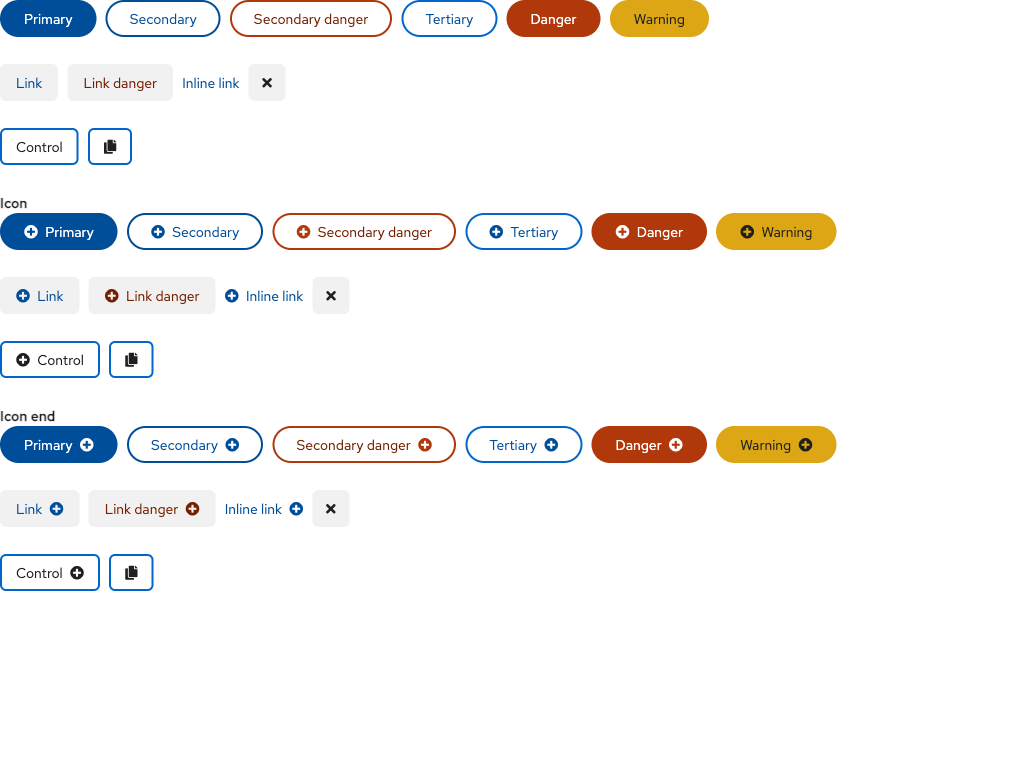 Primary Secondary Secondary danger Tertiary Danger Warning
Link Link danger Inline link
Control
Icon
Primary Secondary Secondary danger Tertiary Danger Warning
Link Link danger Inline link
Control
Icon end
Primary Secondary Secondary danger Tertiary Danger Warning
Link Link danger Inline link
Control